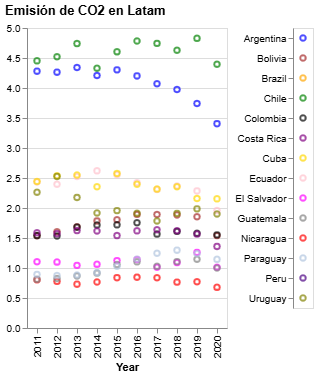 Emisión de CO2 en Latam
5.0
4.5
4.0
3.5
3.0
2.5
2.0
1.5
1.0
0.5
0.0
2011
2012
2013
2014
2015
2016
2017
2018
2019
2020
Year
Argentina
Bolivia
Brazil
Chile
Colombia
Costa Rica
Cuba
Ecuador
El Salvador
Guatemala
Nicaragua
Paraguay
Peru
Uruguay